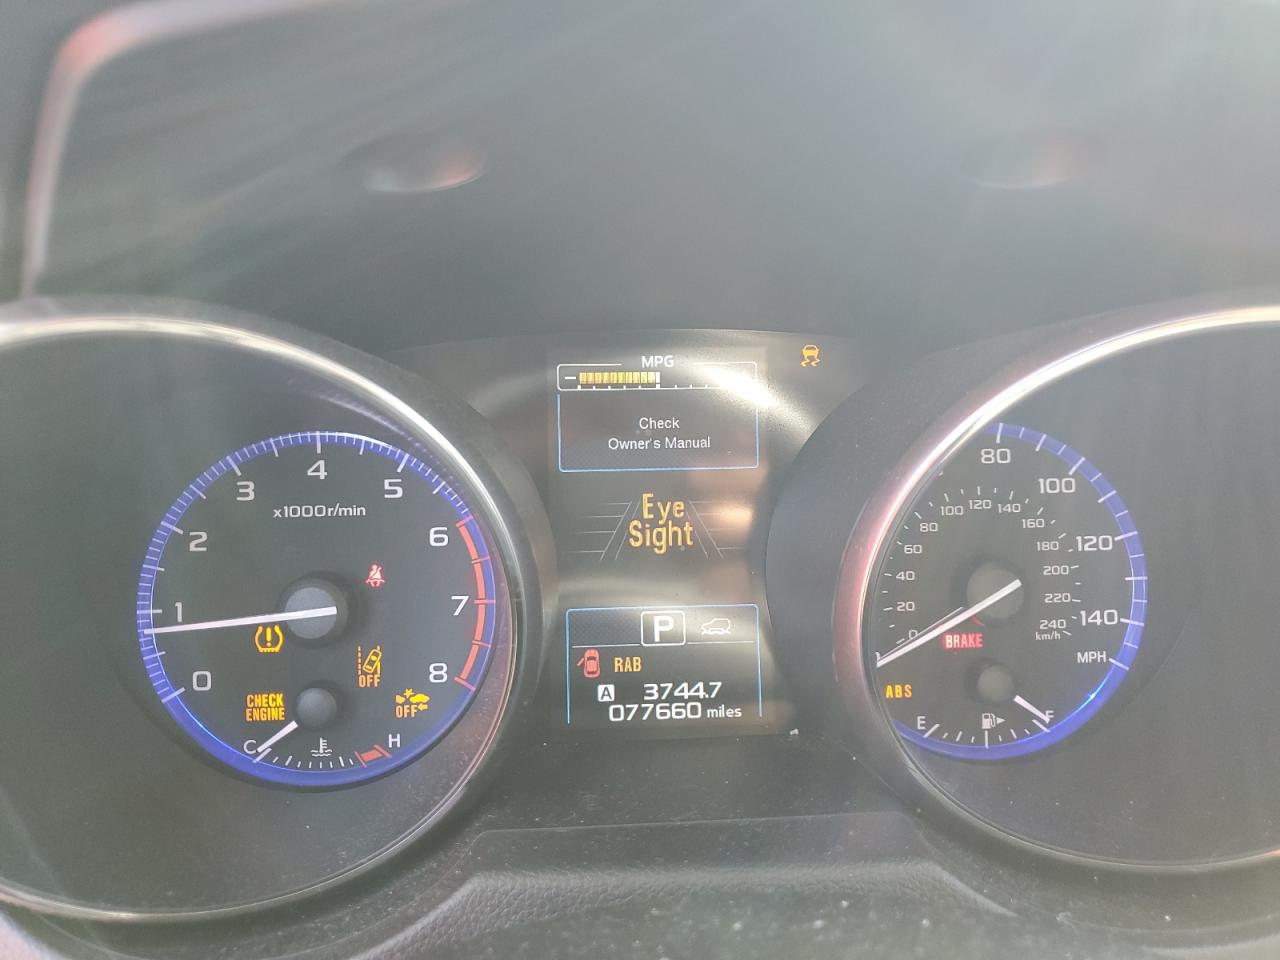 MPG
Check
Owner's Manual
Eye
Sight
P
RAB
A 3744.7
077660 miles
0
1
2
3
4
5
6
7
8
x1000r/min
OFF
CHECK
ENGINE
OFF
C
H
80
100
120
140
MPH
0
20
40
60
80
100
120
140
160
180
200
220
240
km/h
BRAKE
ABS
E
F